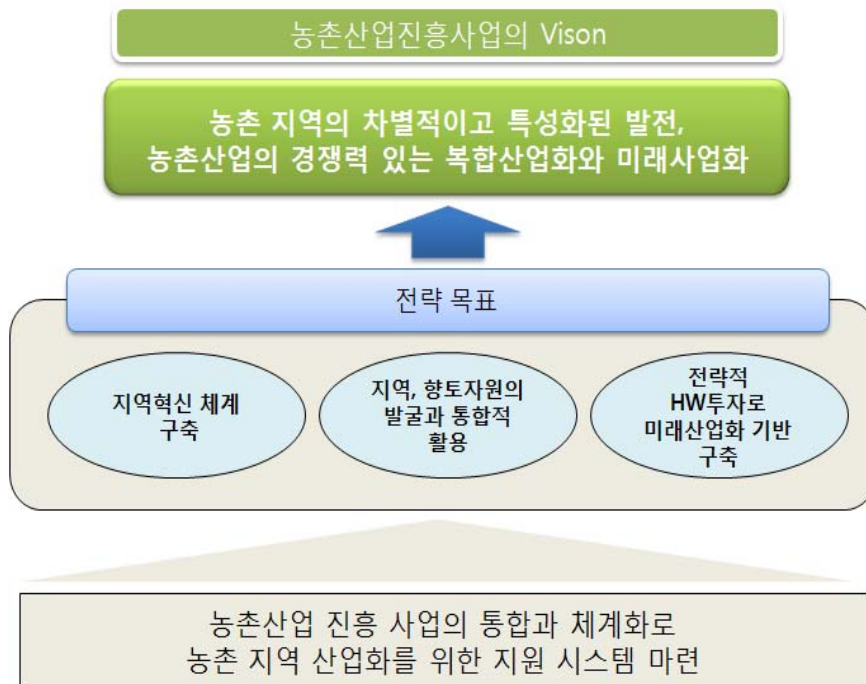 농촌산업진흥사업의 Vison
농촌 지역의 차별적이고 특성화된 발전,
농촌산업의 경쟁력 있는 복합산업화와 미래사업화
전략 목표
지역혁신 체계
구축
지역, 향토자원의
발굴과 통합적
활용
전략적
HW투자로
미래산업화 기반
구축
농촌산업 진흥 사업의 통합과 체계화로
농촌 지역 산업화를 위한 지원 시스템 마련